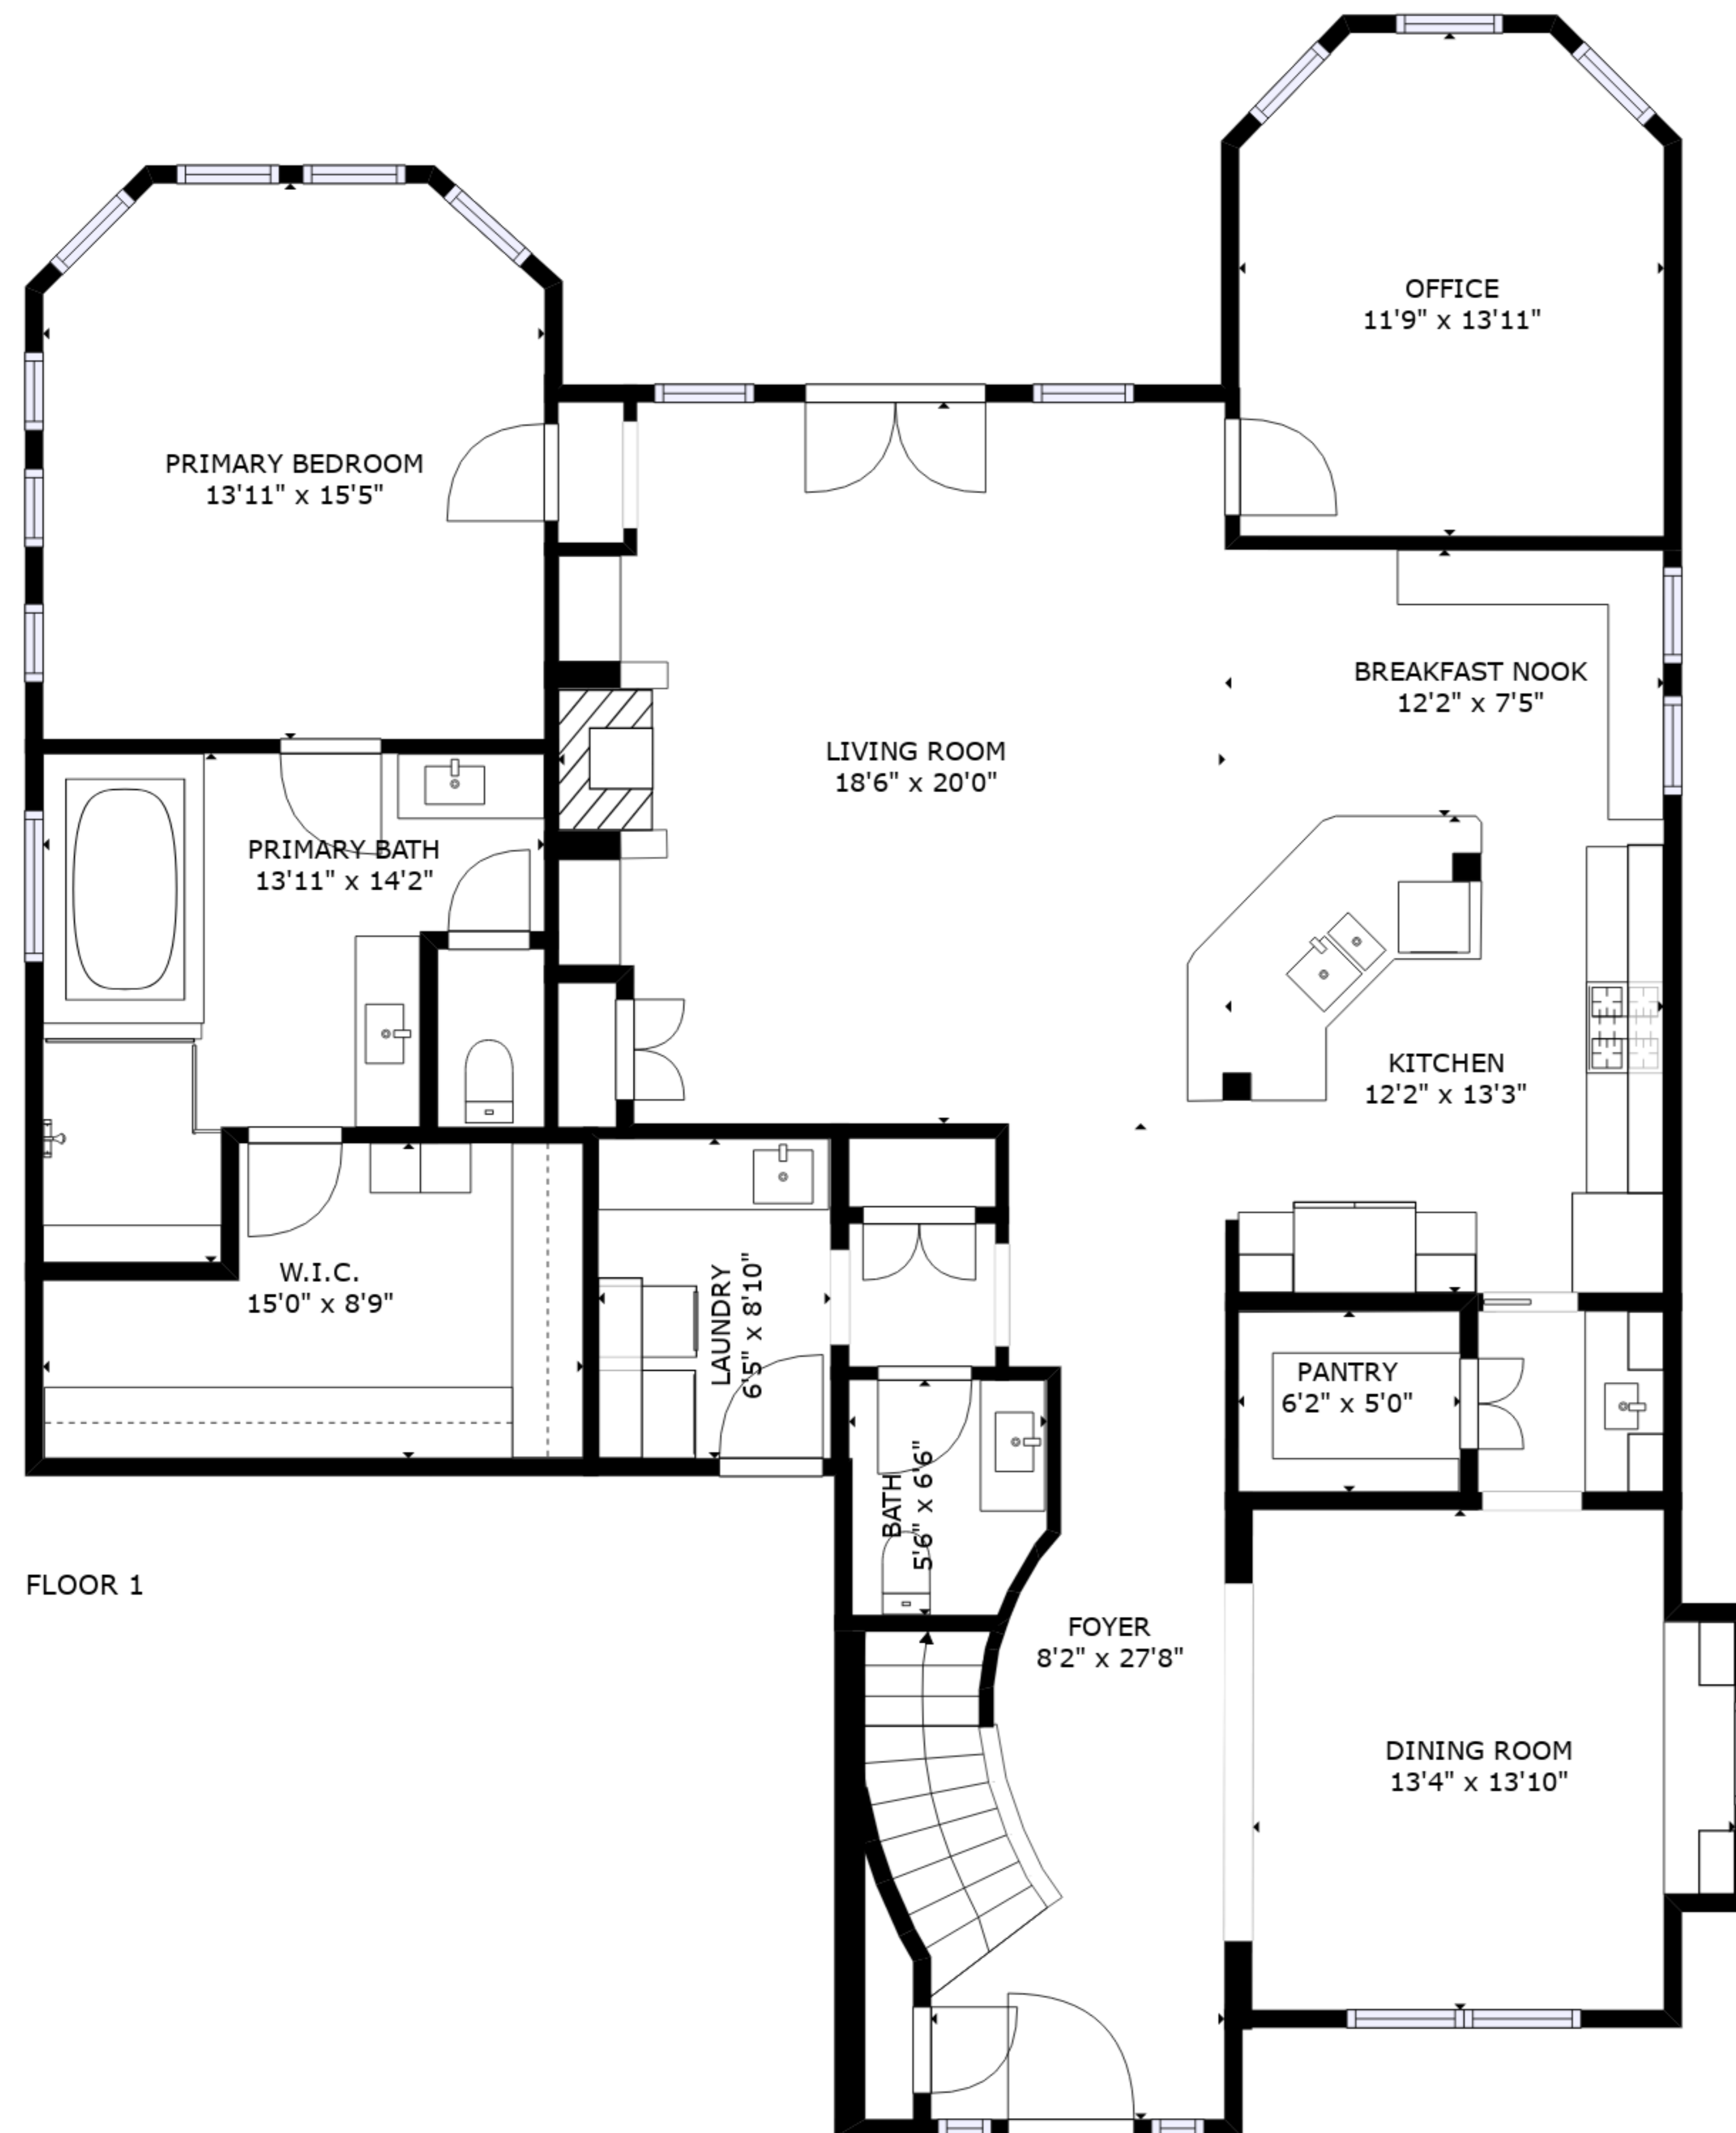 OFFICE
11'9" x 13'11"
PRIMARY BEDROOM
13'11" x 15'5"
BREAKFAST NOOK
12'2" x 7'5"
LIVING ROOM
18'6" x 20'0"
PRIMARY BATH
13'11" x 14'2"
KITCHEN
12'2" x 13'3"
W.I.C.
15'0" x 8'9"
LAUNDRY
6'5" x 8'10"
PANTRY
6'2" x 5'0"
BATH
5'6" x 6'6"
FLOOR 1
FOYER
8'2" x 27'8"
DINING ROOM
13'4" x 13'10"